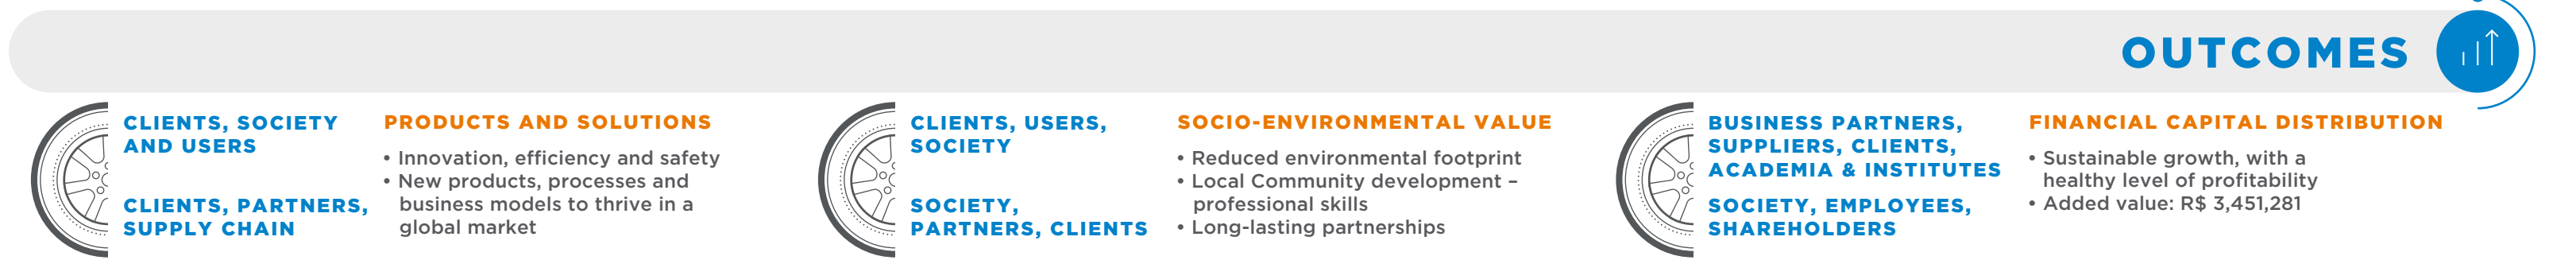 OUTCOMES
CLIENTS, SOCIETY
AND USERS
CLIENTS, PARTNERS,
SUPPLY CHAIN
PRODUCTS AND SOLUTIONS
• Innovation, efficiency and safety
• New products, processes and
business models to thrive in a
global market
CLIENTS, USERS,
SOCIETY
SOCIETY,
PARTNERS, CLIENTS
SOCIO-ENVIRONMENTAL VALUE
• Reduced environmental footprint
• Local Community development –
professional skills
• Long-lasting partnerships
BUSINESS PARTNERS,
SUPPLIERS, CLIENTS,
ACADEMIA & INSTITUTES
SOCIETY, EMPLOYEES,
SHAREHOLDERS
FINANCIAL CAPITAL DISTRIBUTION
• Sustainable growth, with a
healthy level of profitability
• Added value: R$ 3,451,281